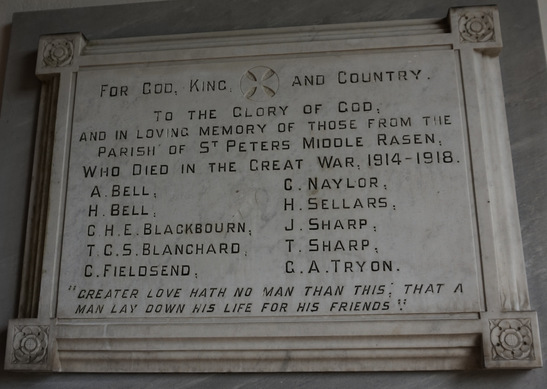 FOR GOD, KING, AND COUNTRY.
TO THE GLORY OF GOD,
AND IN LOVING MEMORY OF THOSE FROM THE
PARISH OF ST PETERS MIDDLE RASEN,
WHO DIED IN THE GREAT WAR, 1914-1918.
A. BELL,
H. BELL,
C. H. E. BLACKBOURN,
T. C. S. BLANCHARD,
C. FIELDSEND,
C. NAYLOR,
H. SELLARS,
J. SHARP,
T. SHARP,
G. A. TRYON.
"GREATER LOVE HATH NO MAN THAN THIS, THAT A
MAN LAY DOWN HIS LIFE FOR HIS FRIENDS".